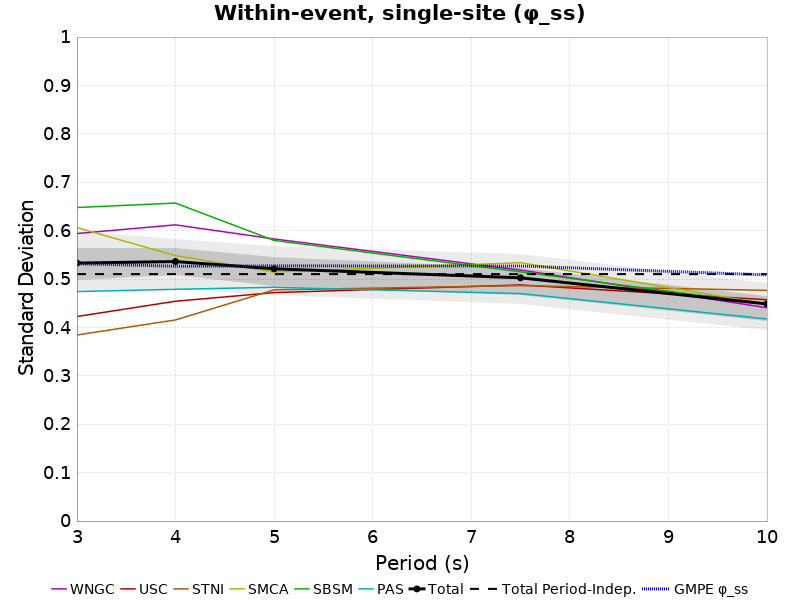 Within-event, single-site (φ_ss)
1
0.9
0.8
0.7
0.6
0.5
0.4
0.3
0.2
0.1
0
Standard Deviation
3 4 5 6 7 8 9 10
Period (s)
WNGC USC STNI SMCA SBSM PAS Total Total Period-Indep. GMPE φ_ss